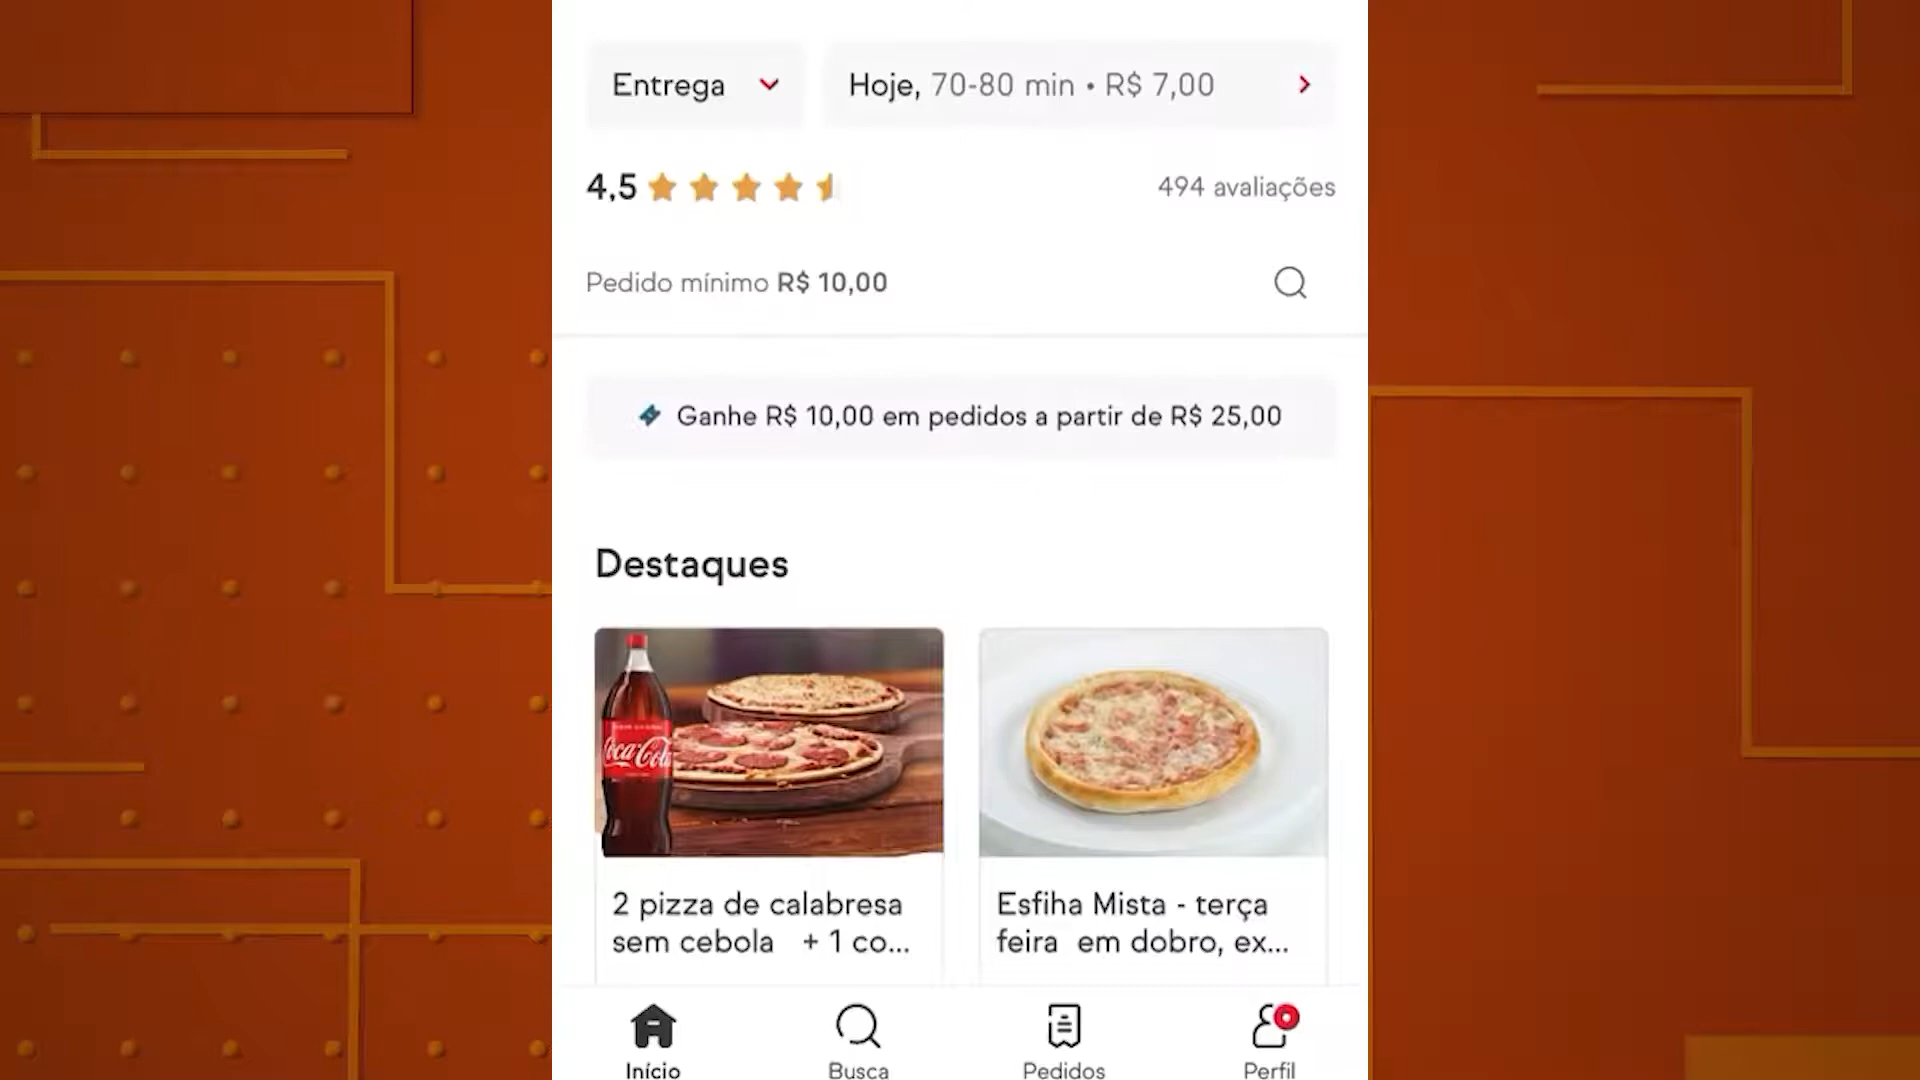 Entrega
Hoje, 70-80 min • R$ 7,00
4,5
494 avaliações
Pedido mínimo R$ 10,00
Ganhe R$ 10,00 em pedidos a partir de R$ 25,00
Destaques
Coca-Cola
2 pizza de calabresa
sem cebola + 1 co...
Esfiha Mista - terça
feira em dobro, ex...
Início
Busca
Pedidos
Perfil